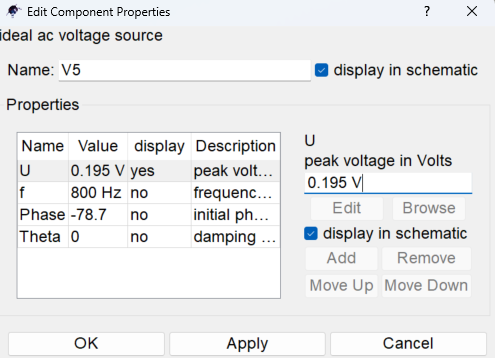 Edit Component Properties ? ×
ideal ac voltage source
Name: V5 display in schematic
Properties
Name Value display Description
U 0.195 V yes peak volt...
f 800 Hz no frequenc...
Phase -78.7 no initial ph...
Theta 0 no damping ...
U
peak voltage in Volts
0.195 V
Edit Browse
display in schematic
Add Remove
Move Up Move Down
OK Apply Cancel